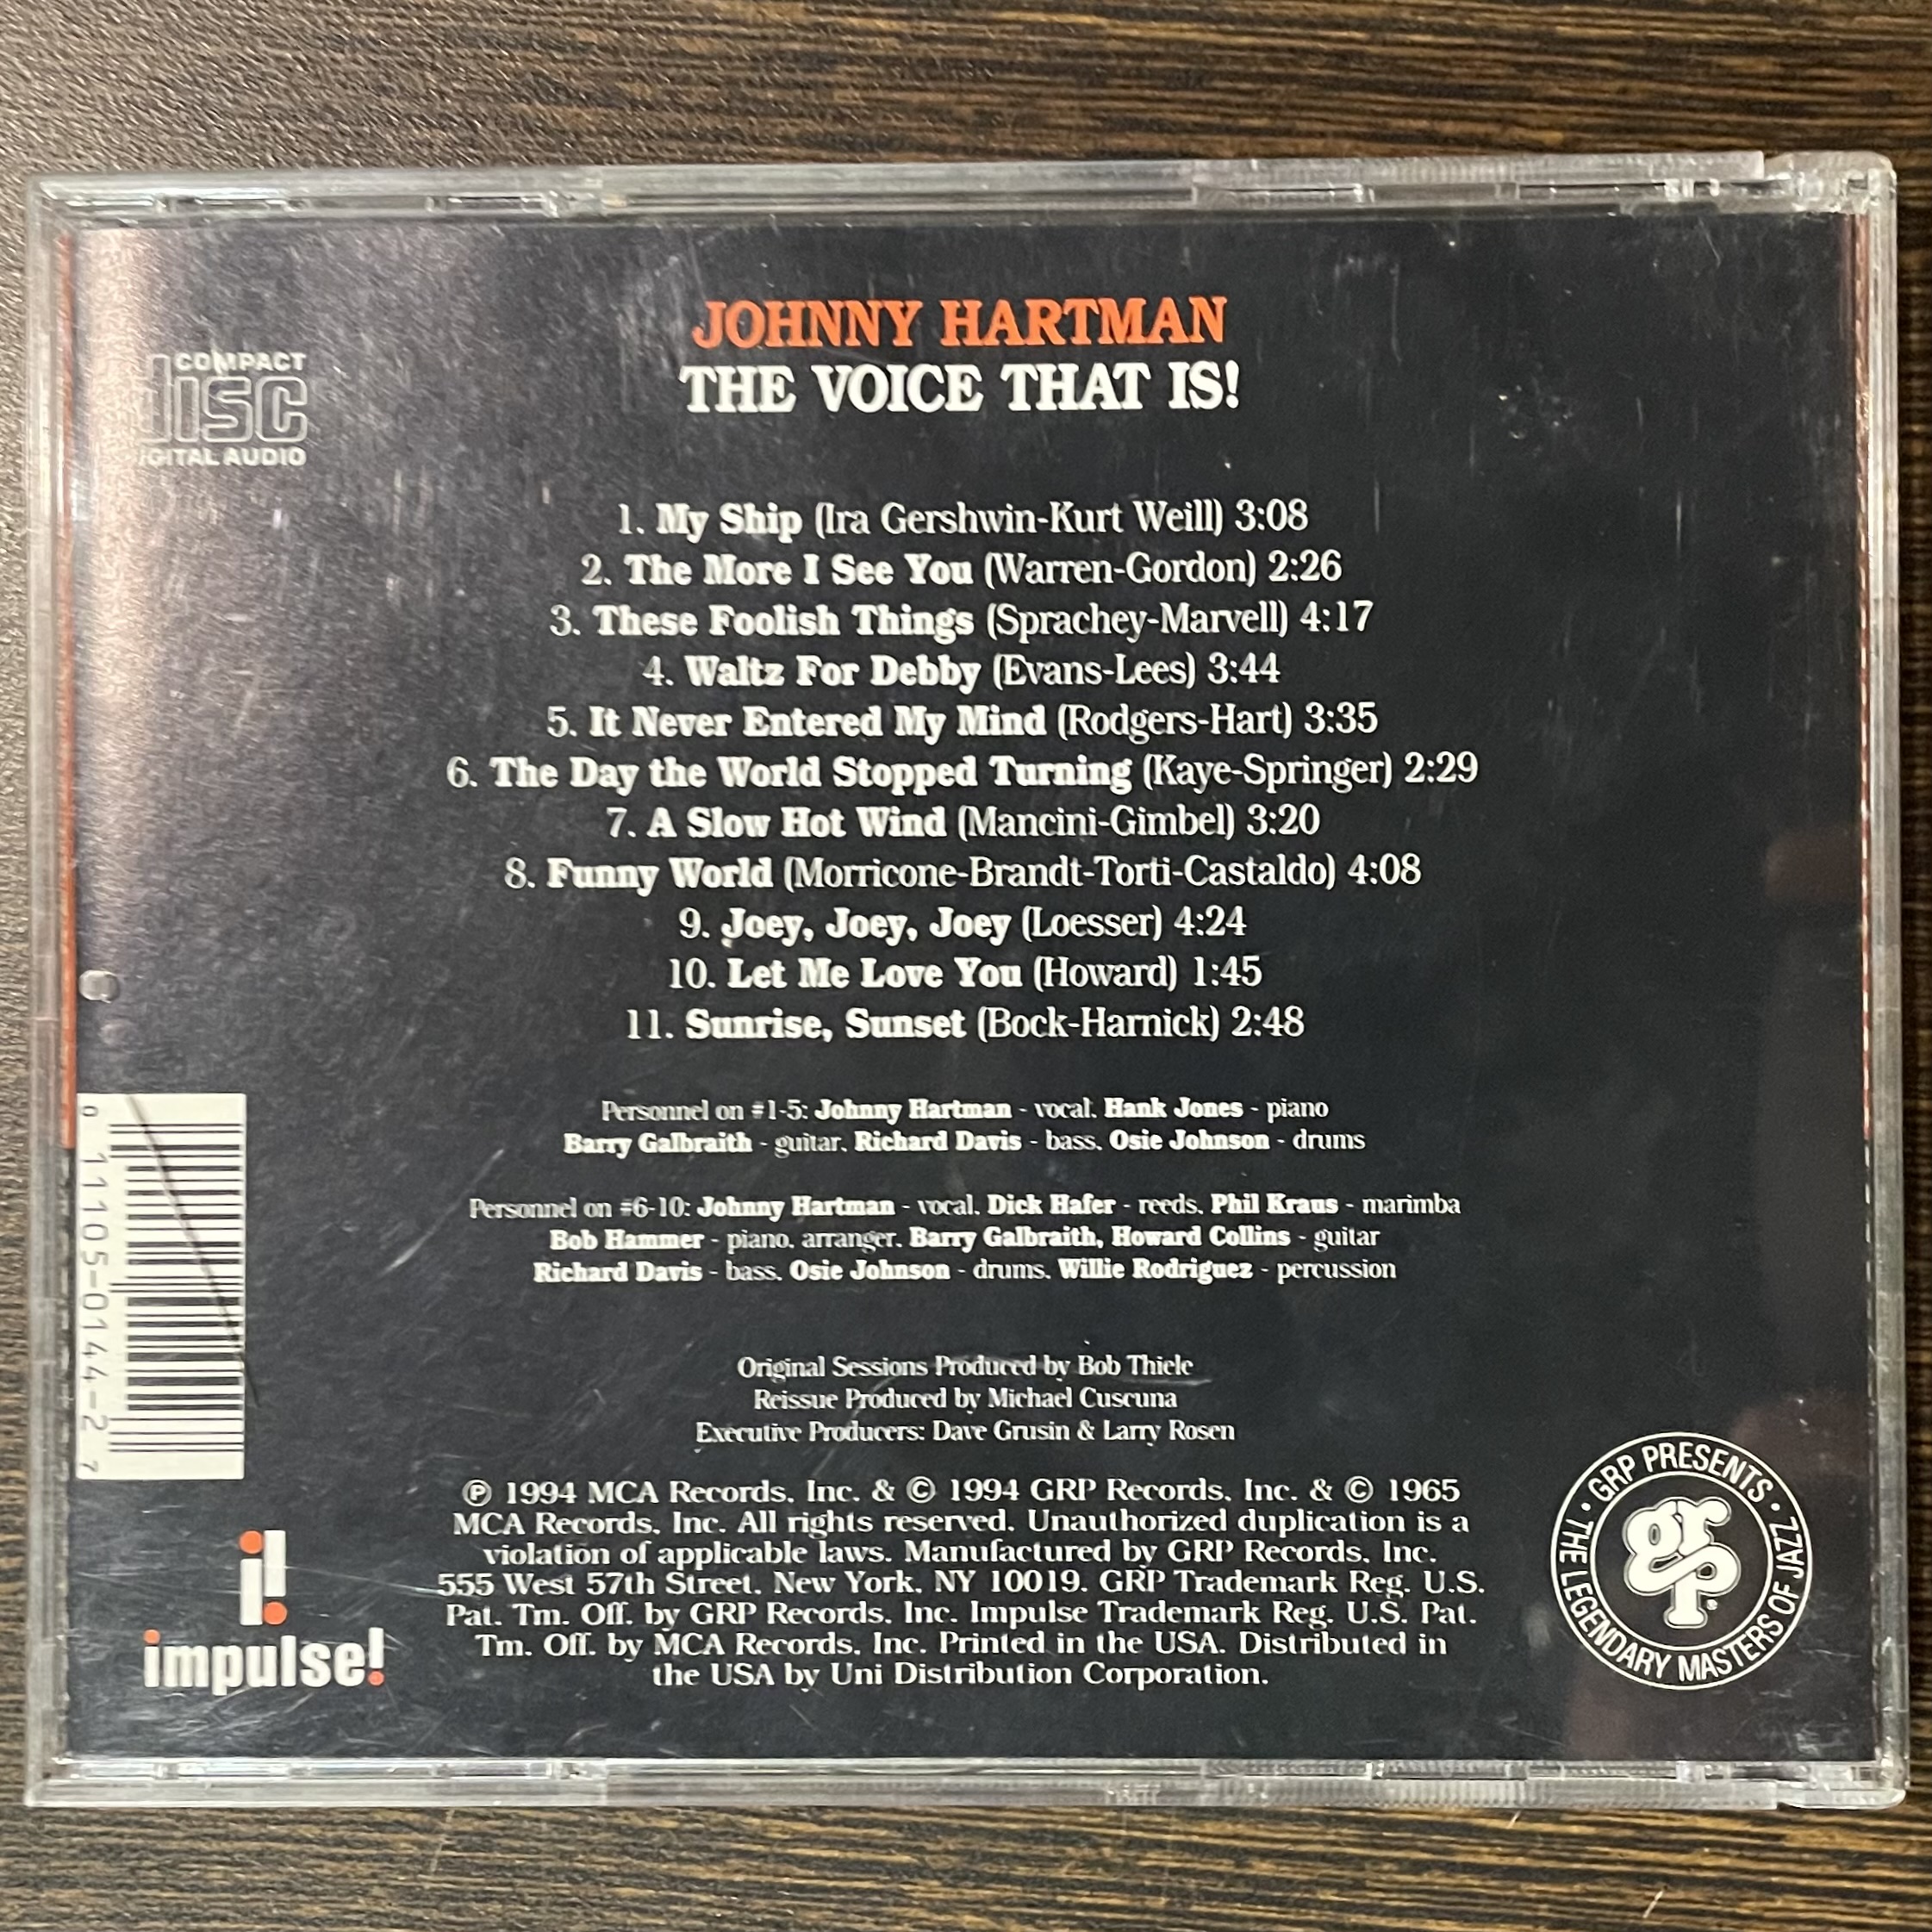 JOHNNY HARTMAN
THE VOICE THAT IS!
COMPACT
disc
DIGITAL AUDIO
1. My Ship (Ira Gershwin-Kurt Weill) 3:08
2. The More I See You (Warren-Gordon) 2:26
3. These Foolish Things (Sprachey-Marvell) 4:17
4. Waltz For Debby (Evans-Lees) 3:44
5. It Never Entered My Mind (Rodgers-Hart) 3:35
6. The Day the World Stopped Turning (Kaye-Springer) 2:29
7. A Slow Hot Wind (Mancini-Gimbel) 3:20
8. Funny World (Morricone-Brandt-Torti-Castaldo) 4:08
9. Joey, Joey, Joey (Loesser) 4:24
10. Let Me Love You (Howard) 1:45
11. Sunrise, Sunset (Bock-Harnick) 2:48
Personnel on #1-5: Johnny Hartman - vocal, Hank Jones - piano
Barry Galbraith - guitar, Richard Davis - bass, Osie Johnson - drums
Personnel on #6-10: Johnny Hartman - vocal, Dick Hafer - reeds, Phil Kraus - marimba
Bob Hammer - piano, arranger, Barry Galbraith, Howard Collins - guitar
Richard Davis - bass, Osie Johnson - drums, Willie Rodriguez - percussion
Original Sessions Produced by Bob Thiele
Reissue Produced by Michael Cuscuna
Executive Producers: Dave Grusin & Larry Rosen
℗ 1994 MCA Records, Inc. & © 1994 GRP Records, Inc. & © 1965
MCA Records, Inc. All rights reserved. Unauthorized duplication is a
violation of applicable laws. Manufactured by GRP Records, Inc.
555 West 57th Street, New York, NY 10019. GRP Trademark Reg. U.S.
Pat. Tm. Off. by GRP Records, Inc. Impulse Trademark Reg. U.S. Pat.
Tm. Off. by MCA Records, Inc. Printed in the USA. Distributed in
the USA by Uni Distribution Corporation.
0 11105-0144-2 7
impulse!
• GRP PRESENTS •
THE LEGENDARY MASTERS OF JAZZ
grp®